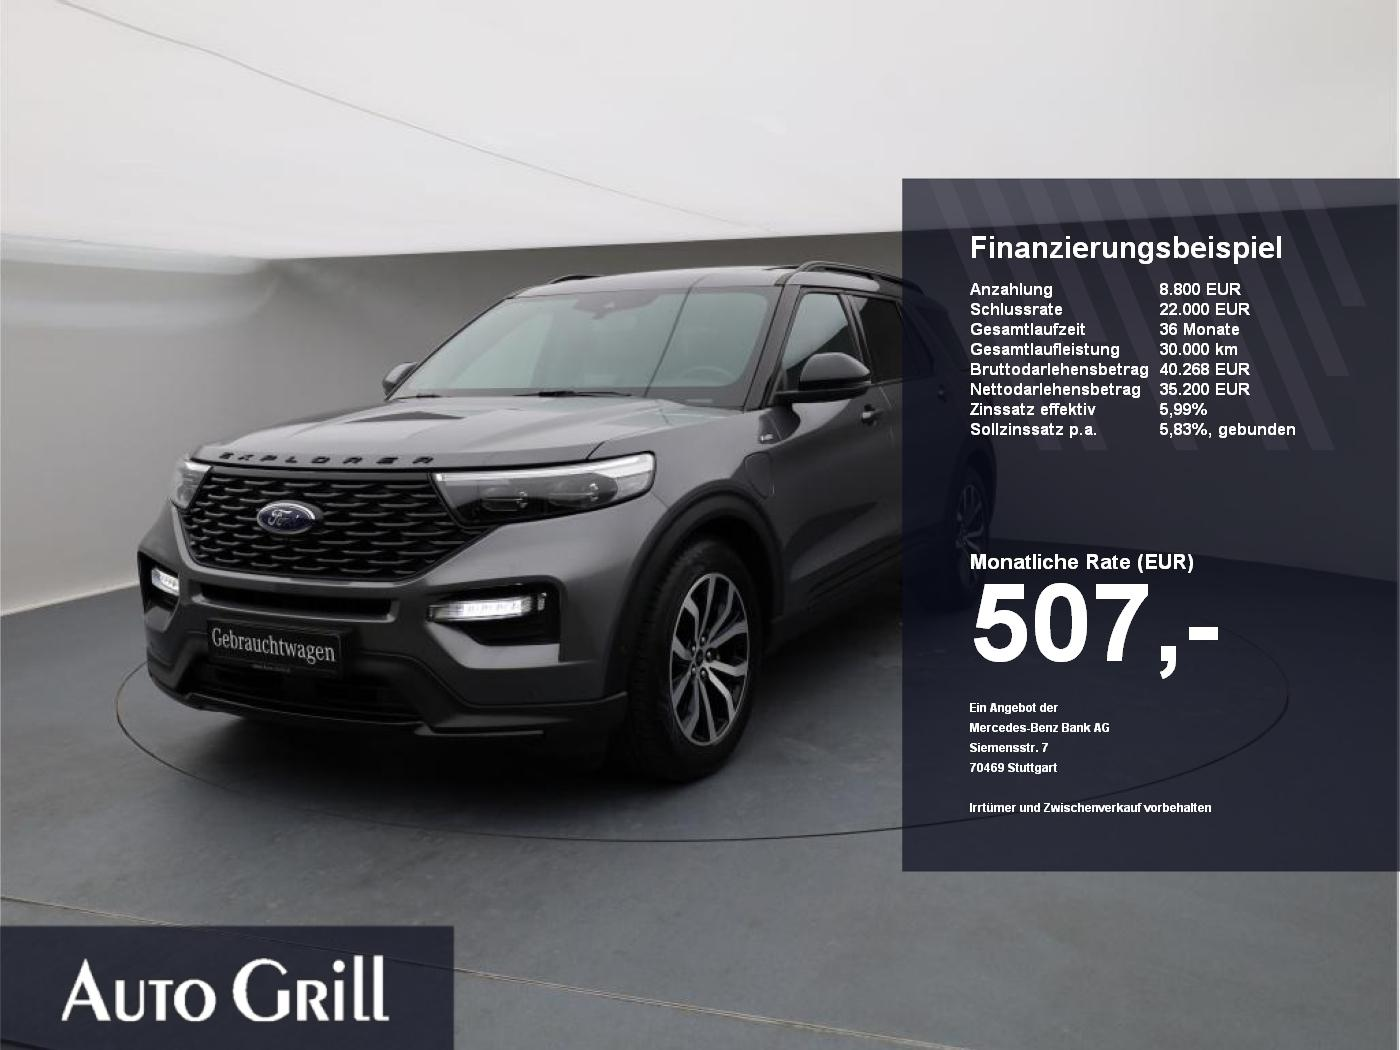 Finanzierungsbeispiel
Anzahlung 8.800 EUR
Schlussrate 22.000 EUR
Gesamtlaufzeit 36 Monate
Gesamtlaufleistung 30.000 km
Bruttodarlehensbetrag 40.268 EUR
Nettodarlehensbetrag 35.200 EUR
Zinssatz effektiv 5,99%
Sollzinssatz p.a. 5,83%, gebunden
EXPLORER
Ford
Monatliche Rate (EUR)
507,-
Gebrauchtwagen
Ein Angebot der
Mercedes-Benz Bank AG
Siemensstr. 7
70469 Stuttgart
Irrtümer und Zwischenverkauf vorbehalten
AUTO GRILL